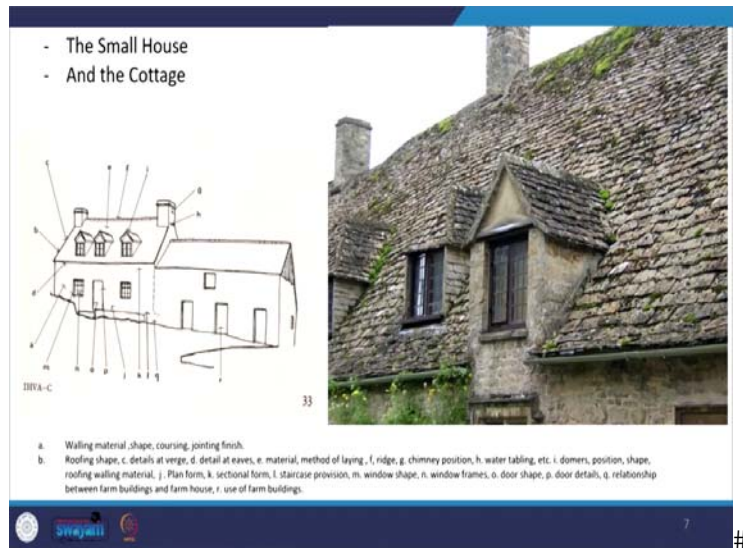 - The Small House
- And the Cottage
c
e
f
i
g
h
b
d
a
m
n
o
p
j
k
l
q
r
IHVA-C
33
a. Walling material ,shape, coursing, jointing finish.
b. Roofing shape, c. details at verge, d. detail at eaves, e. material, method of laying , f, ridge, g. chimney position, h. water tabling, etc. i. domers, position, shape,
roofing walling material, j . Plan form, k. sectional form, l. staircase provision, m. window shape, n. window frames, o. door shape, p. door details, q. relationship
between farm buildings and farm house, r. use of farm buildings.
swayam
7
#